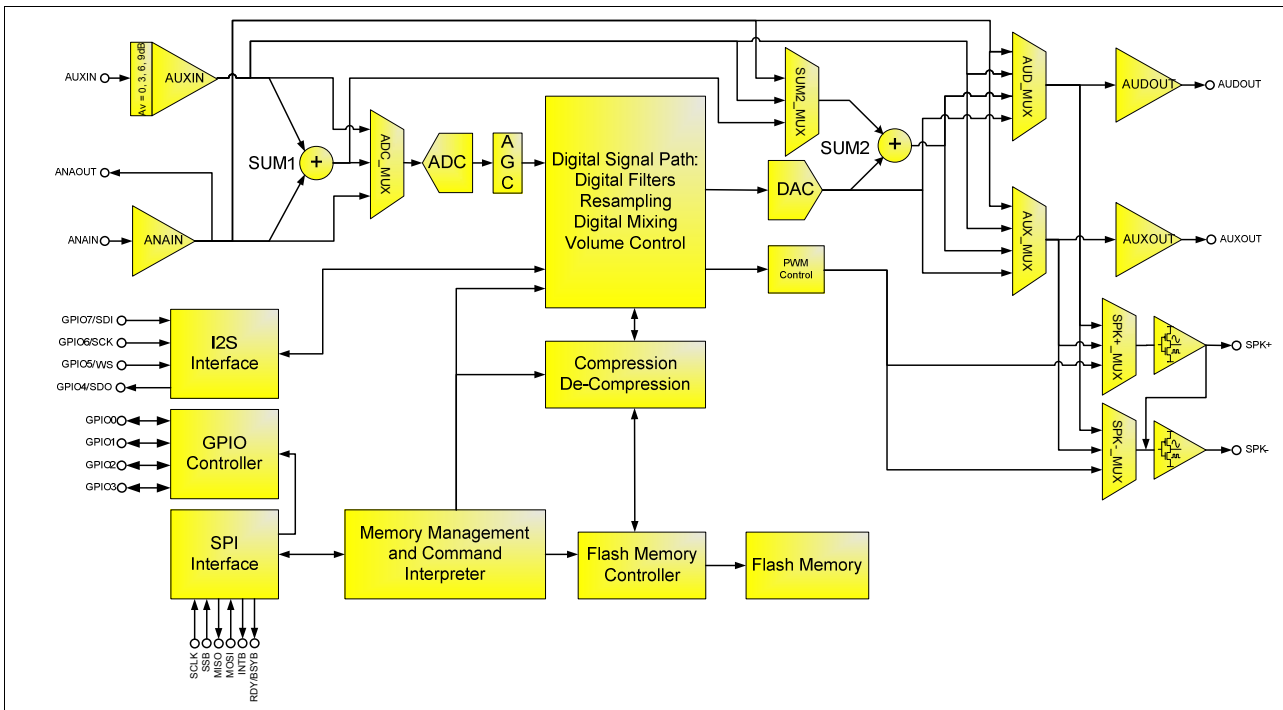 AUXIN
Av = 0, 3, 6, 9dB
AUXIN
ANAOUT
ANAIN
ANAIN
SUM1
+
ADC_MUX
ADC
A
G
C
Digital Signal Path:
Digital Filters
Resampling
Digital Mixing
Volume Control
SUM2_MUX
SUM2
+
DAC
PWM
Control
AUD_MUX
AUDOUT
AUDOUT
AUX_MUX
AUXOUT
AUXOUT
SPK+_MUX
SPK+
SPK-_MUX
SPK-
GPIO7/SDI
GPIO6/SCK
GPIO5/WS
GPIO4/SDO
I2S
Interface
Compression
De-Compression
GPIO0
GPIO1
GPIO2
GPIO3
GPIO
Controller
SPI
Interface
Memory Management
and Command
Interpreter
Flash Memory
Controller
Flash Memory
SCLK
SSB
MISO
MOSI
INTB
RDY/BSYB